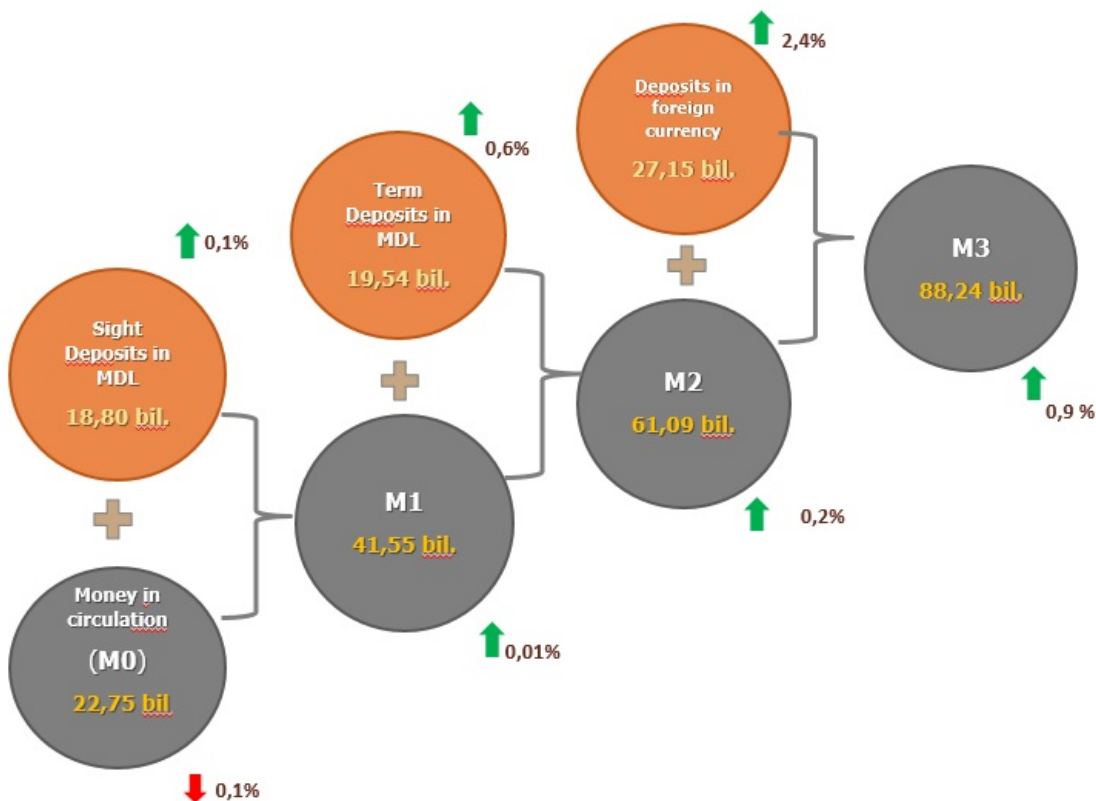 2,4%
Deposits in
foreign
currency
27,15 bil.
0,6%
Term
Deposits in
MDL
19,54 bil.
M3
88,24 bil.
0,9 %
0,1%
Sight
Deposits in
MDL
18,80 bil.
M2
61,09 bil.
0,2%
M1
41,55 bil.
0,01%
Money in
circulation
(M0)
22,75 bil
0,1%